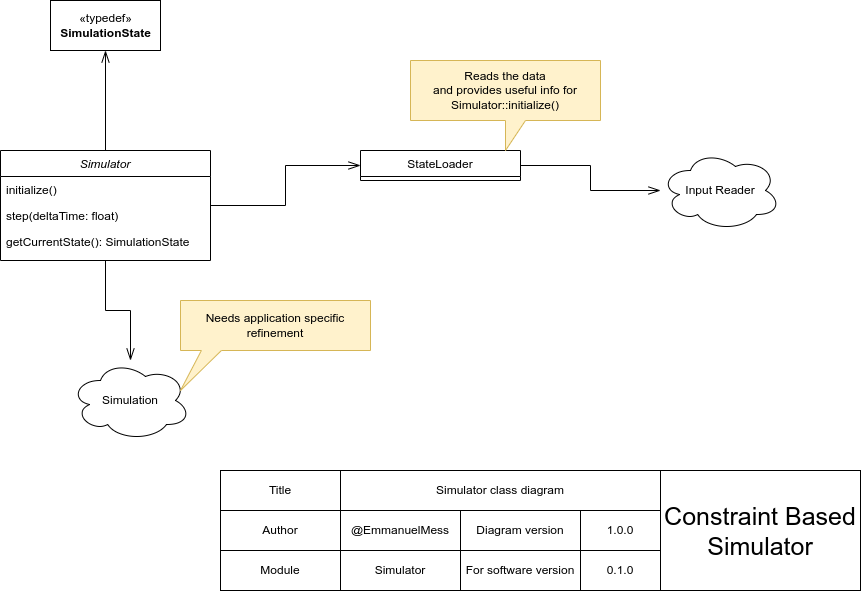 «typedef»
SimulationState
Reads the data
and provides useful info for
Simulator::initialize()
Simulator
initialize()
step(deltaTime: float)
getCurrentState(): SimulationState
StateLoader
Input Reader
Needs application specific
refinement
Simulation
Title
Simulator class diagram
Author
@EmmanuelMess
Diagram version
1.0.0
Module
Simulator
For software version
0.1.0
Constraint Based
Simulator